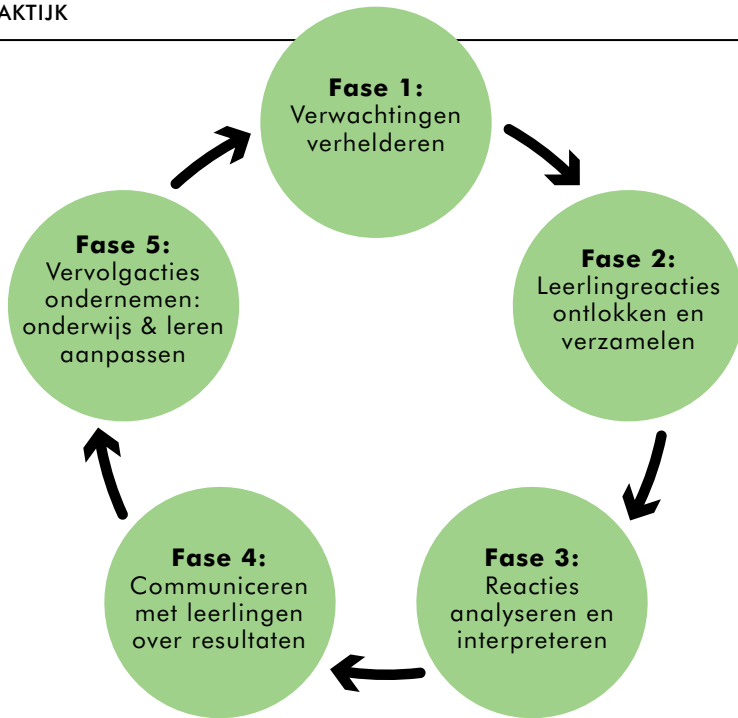 AKTIJK
Fase 1:
Verwachtingen
verhelderen
Fase 2:
Leerlingreacties
ontlokken en
verzamelen
Fase 3:
Reacties
analyseren en
interpreteren
Fase 4:
Communiceren
met leerlingen
over resultaten
Fase 5:
Vervolgacties
ondernemen:
onderwijs & leren
aanpassen